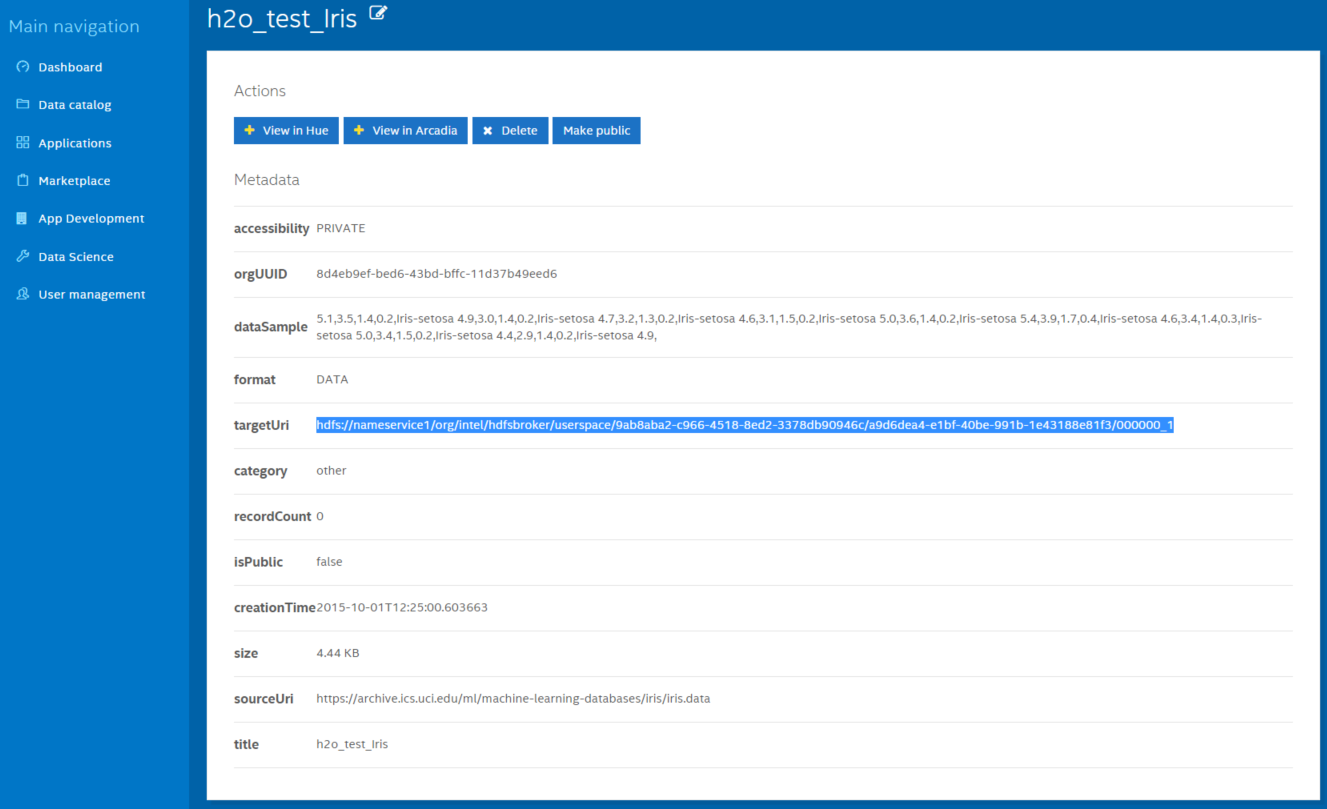 Main navigation
Dashboard
Data catalog
Applications
Marketplace
App Development
Data Science
User management
h2o_test_Iris
Actions
View in Hue View in Arcadia Delete Make public
Metadata
accessibility PRIVATE
orgUUID 8d4eb9ef-bed6-43bd-bffc-11d37b49eed6
dataSample 5.1,3.5,1.4,0.2,Iris-setosa 4.9,3.0,1.4,0.2,Iris-setosa 4.7,3.2,1.3,0.2,Iris-setosa 4.6,3.1,1.5,0.2,Iris-setosa 5.0,3.6,1.4,0.2,Iris-setosa 5.4,3.9,1.7,0.4,Iris-setosa 4.6,3.4,1.4,0.3,Iris-
setosa 5.0,3.4,1.5,0.2,Iris-setosa 4.4,2.9,1.4,0.2,Iris-setosa 4.9,
format DATA
targetUri hdfs://nameservice1/org/intel/hdfsbroker/userspace/9ab8aba2-c966-4518-8ed2-3378db90946c/a9d6dea4-e1bf-40be-991b-1e43188e81f3/000000_1
category other
recordCount 0
isPublic false
creationTime 2015-10-01T12:25:00.603663
size 4.44 KB
sourceUri https://archive.ics.uci.edu/ml/machine-learning-databases/iris/iris.data
title h2o_test_Iris